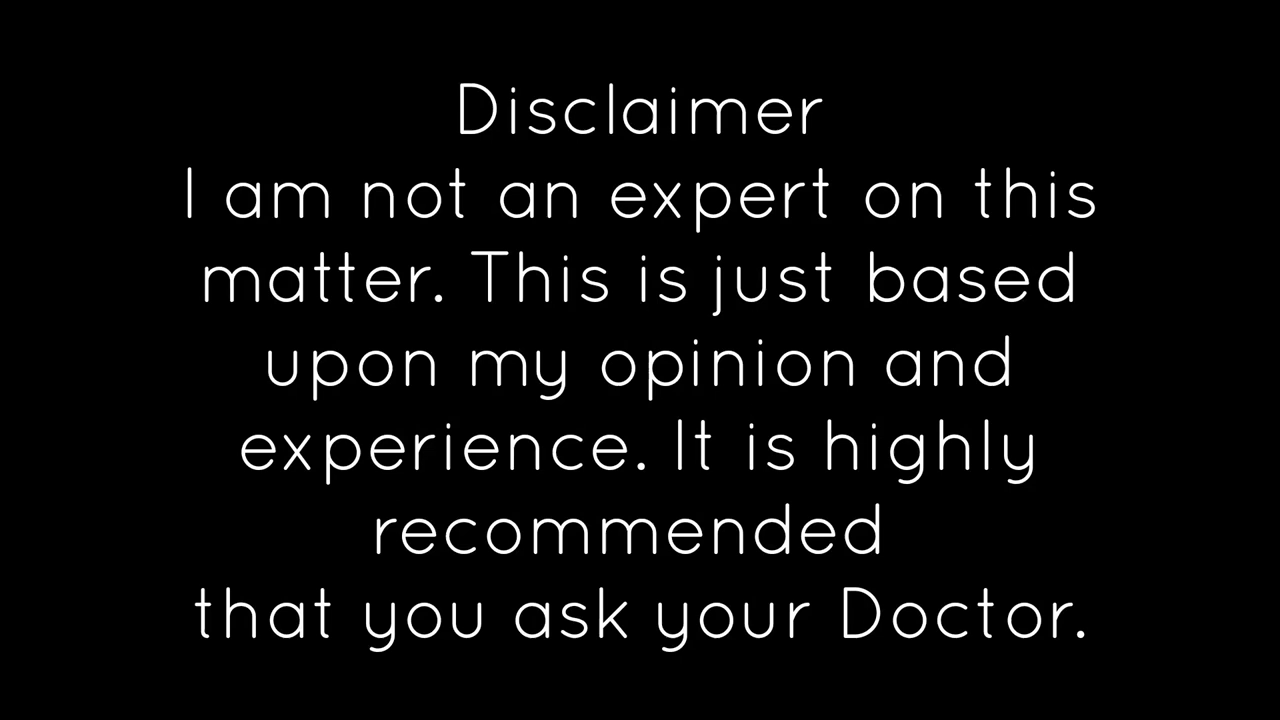 Disclaimer
I am not an expert on this
matter. This is just based
upon my opinion and
experience. It is highly
recommended
that you ask your Doctor.